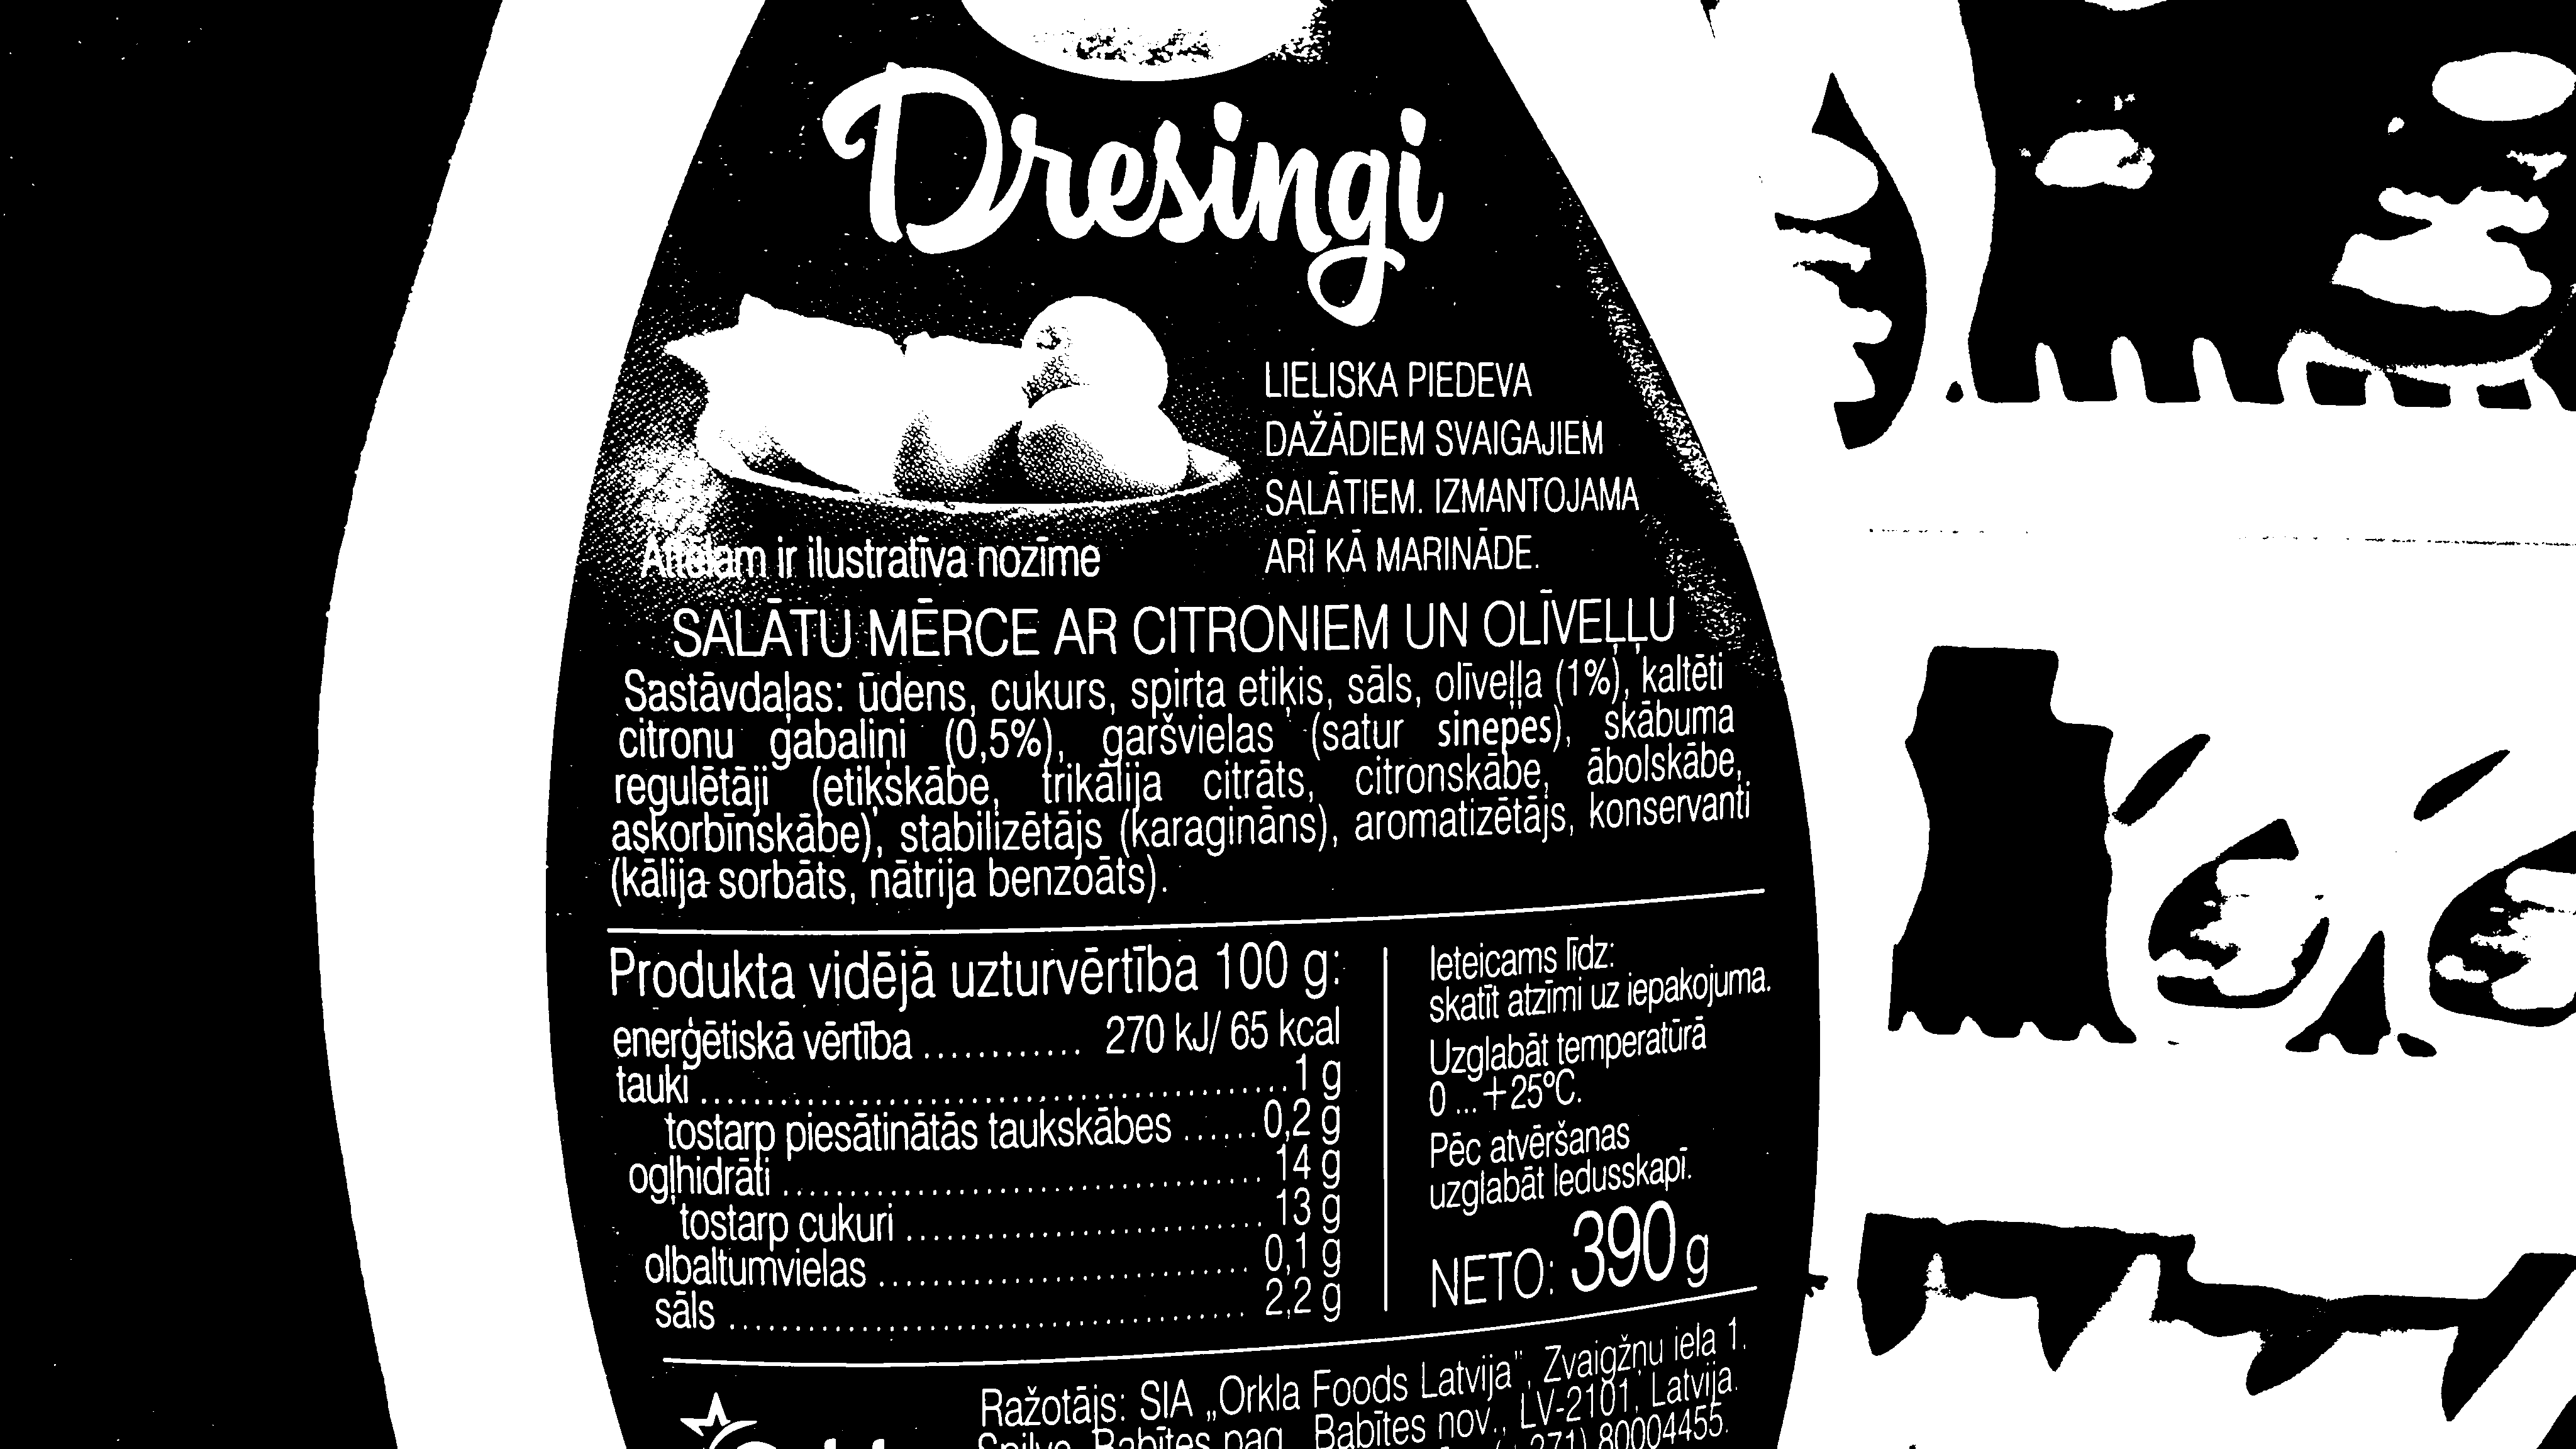 Dresingi
LIELISKA PIEDEVA
DAŽĀDIEM SVAIGAJIEM
SALĀTIEM. IZMANTOJAMA
ARĪ KĀ MARINĀDE.
Attēlam ir ilustratīva nozīme
SALĀTU MĒRCE AR CITRONIEM UN OLĪVEĻĻU
Sastāvdaļas: ūdens, cukurs, spirta etiķis, sāls, olīveļļa (1%), kaltēti
citronu gabaliņi (0,5%), garšvielas (satur sinepes), skābuma
regulētāji (etiķskābe, trikālija citrāts, citronskābe, ābolskābe,
askorbīnskābe), stabilizētājs (karagināns), aromatizētājs, konservanti
(kālija sorbāts, nātrija benzoāts).
Produkta vidējā uzturvērtība 100 g:
enerģētiskā vērtība ............ 270 kJ/ 65 kcal
tauki ............................................ 1 g
tostarp piesātinātās taukskābes ...... 0,2 g
ogļhidrāti .................................... 14 g
tostarp cukuri ........................... 13 g
olbaltumvielas ............................ 0,1 g
sāls ...................................... 2,2 g
Ieteicams līdz:
skatīt atzīmi uz iepakojuma.
Uzglabāt temperatūrā
0 ... +25°C.
Pēc atvēršanas
uzglabāt ledusskapī.
NETO: 390 g
Ražotājs: SIA „Orkla Foods Latvija", Zvaigžņu iela 1.
Spilve, Babītes pag., Babītes nov., LV-2101, Latvija.
271) 80004455.